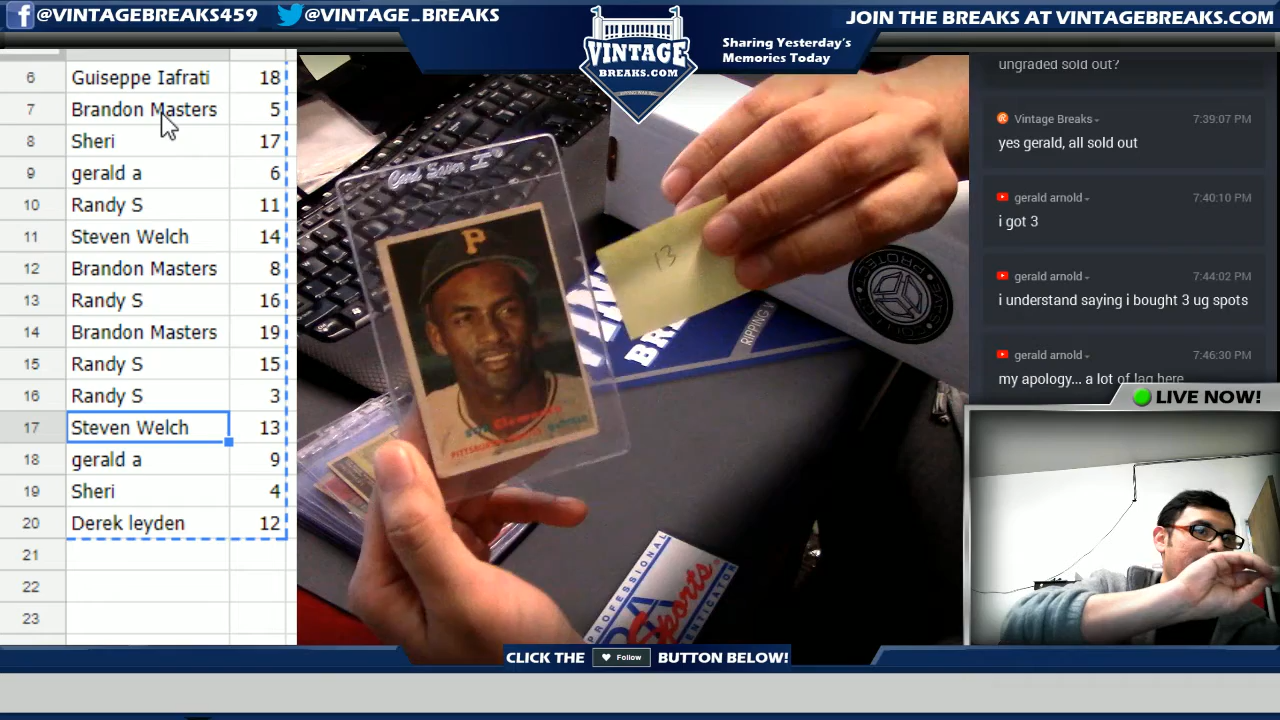 @VINTAGEBREAKS459 @VINTAGE_BREAKS
VINTAGE
BREAKS.COM
Sharing Yesterday's
Memories Today
JOIN THE BREAKS AT VINTAGEBREAKS.COM
6 Guiseppe Iafrati 18
7 Brandon Masters 5
8 Sheri 17
9 gerald a 6
10 Randy S 11
11 Steven Welch 14
12 Brandon Masters 8
13 Randy S 16
14 Brandon Masters 19
15 Randy S 15
16 Randy S 3
17 Steven Welch 13
18 gerald a 9
19 Sheri 4
20 Derek leyden 12
21
22
23
Card Saver I
P
13
RIPPING
PROFESSIONAL
Sports
ungraded sold out?
Vintage Breaks 7:39:07 PM
yes gerald, all sold out
gerald arnold 7:40:10 PM
i got 3
gerald arnold 7:44:02 PM
i understand saying i bought 3 ug spots
gerald arnold 7:46:30 PM
my apology... a lot of lag here
LIVE NOW!
CLICK THE Follow BUTTON BELOW!